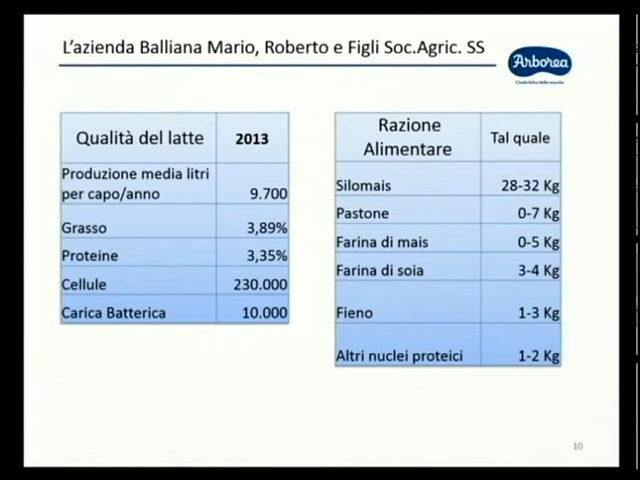 L'azienda Balliana Mario, Roberto e Figli Soc.Agric. SS
Arborea
Qualità del latte 2013
Produzione media litri
per capo/anno 9.700
Grasso 3,89%
Proteine 3,35%
Cellule 230.000
Carica Batterica 10.000
Razione
Alimentare Tal quale
Silomais 28-32 Kg
Pastone 0-7 Kg
Farina di mais 0-5 Kg
Farina di soia 3-4 Kg
Fieno 1-3 Kg
Altri nuclei proteici 1-2 Kg
10